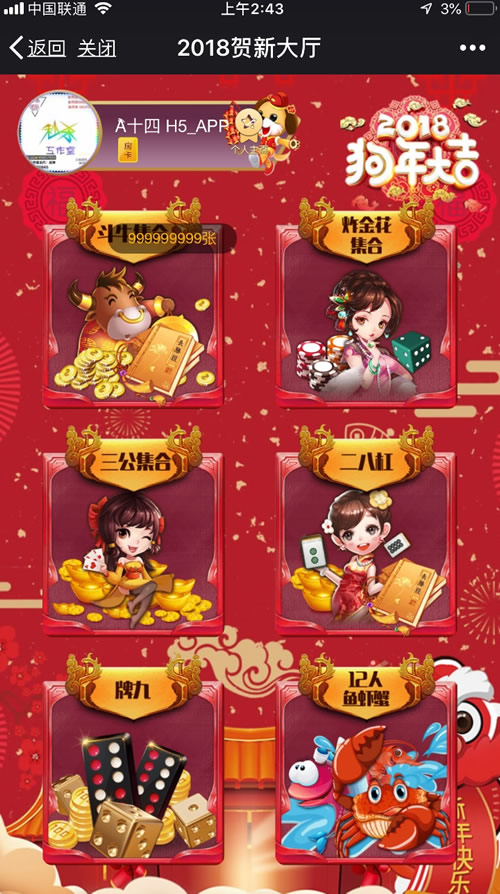 中国联通
上午2:43
3%
返回 关闭
2018贺新大厅
A十四 H5_APP
房卡
个人主
工作室
2018
狗年大吉
斗牛集合
999999999张
炸金花
集合
三公集合
二八杠
牌九
12人
鱼虾蟹
新年快乐